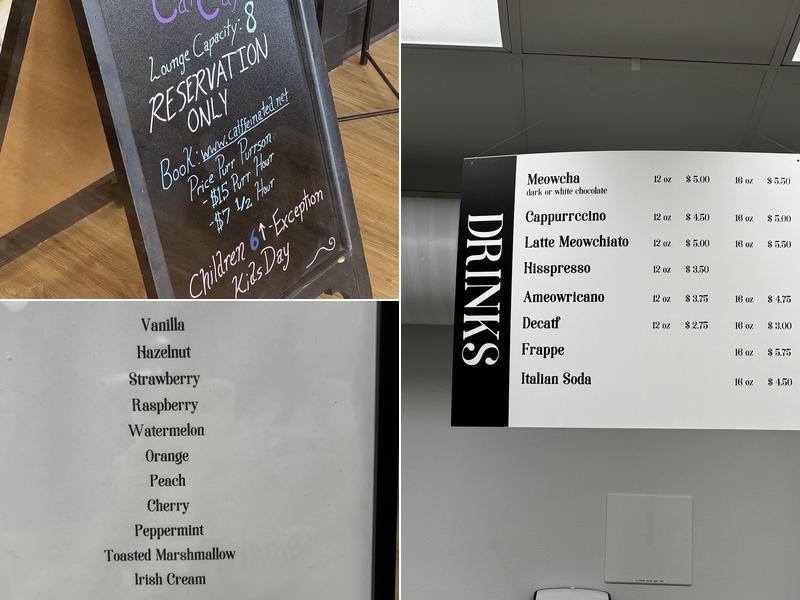 Lounge Capacity: 8
RESERVATION
ONLY
Book: www.calffeinated.net
Price Purr Purrson
-$15 Purr Hour
-$7 1/2 Hour
Children 6↑-Exception
Kids Day
Vanilla
Hazelnut
Strawberry
Raspberry
Watermelon
Orange
Peach
Cherry
Peppermint
Toasted Marshmallow
Irish Cream
DRINKS
Meowcha 12 oz $ 5.00 16 oz $ 5.50
dark or white chocolate
Cappurrccino 12 oz $ 4.50 16 oz $ 5.00
Latte Meowchiato 12 oz $ 5.00 16 oz $ 5.50
Hisspresso 12 oz $ 3.50
Ameowricano 12 oz $ 3.75 16 oz $ 4.75
Decatf 12 oz $ 2.75 16 oz $ 3.00
Frappe 16 oz $ 5.75
Italian Soda 16 oz $ 4.50